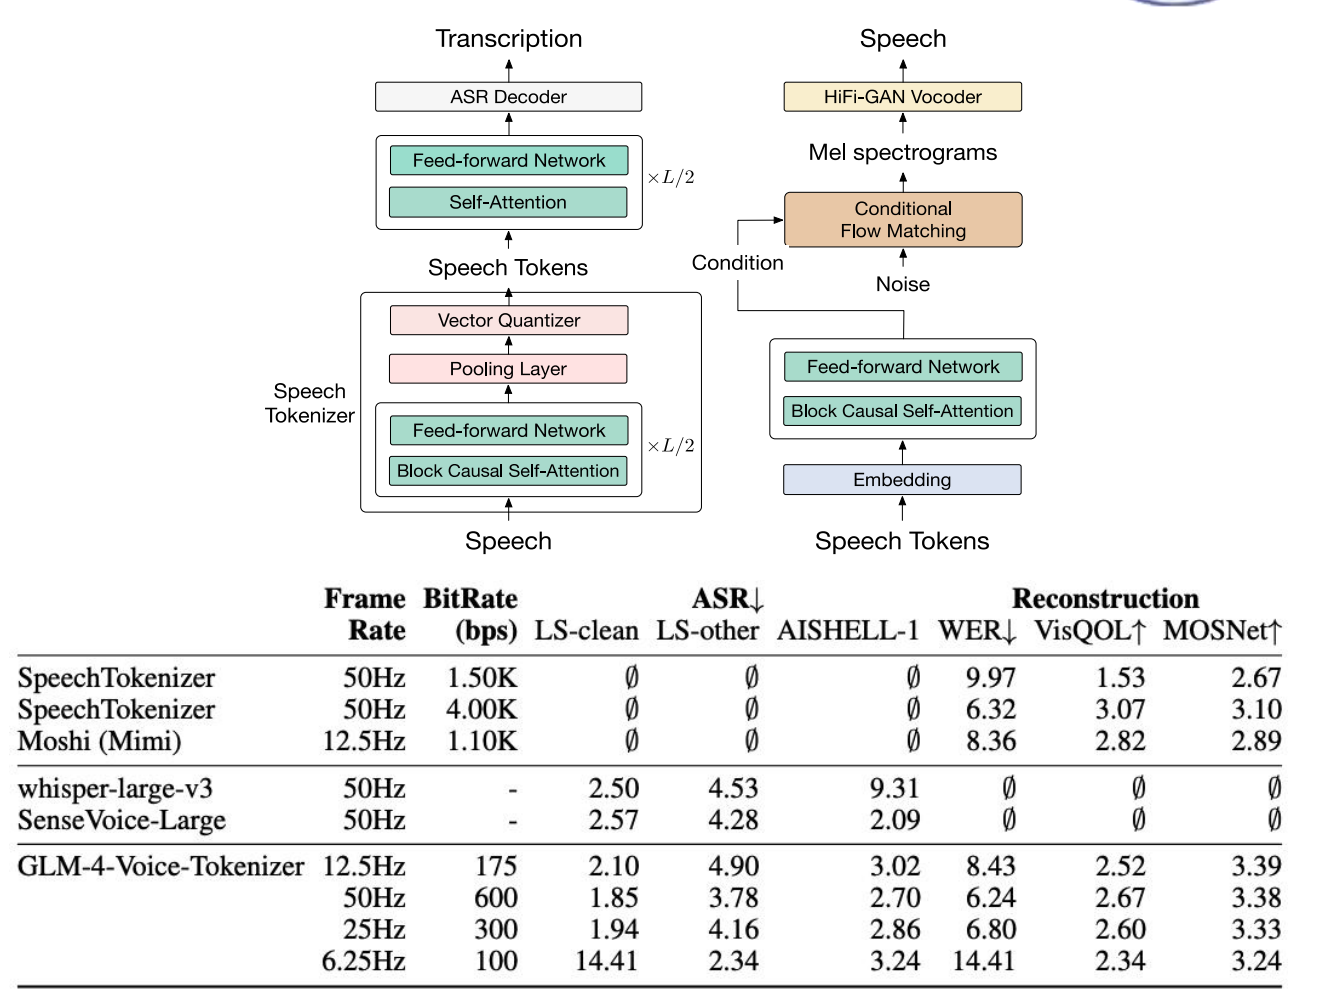 Transcription
ASR Decoder
Feed-forward Network
Self-Attention
×L/2
Speech Tokens
Vector Quantizer
Pooling Layer
Speech
Tokenizer
Feed-forward Network
Block Causal Self-Attention
×L/2
Speech
Speech
HiFi-GAN Vocoder
Mel spectrograms
Conditional
Flow Matching
Condition
Noise
Feed-forward Network
Block Causal Self-Attention
Embedding
Speech Tokens
Frame BitRate ASR↓ Reconstruction
Rate (bps) LS-clean LS-other AISHELL-1 WER↓ VisQOL↑ MOSNet↑
SpeechTokenizer 50Hz 1.50K ∅ ∅ ∅ 9.97 1.53 2.67
SpeechTokenizer 50Hz 4.00K ∅ ∅ ∅ 6.32 3.07 3.10
Moshi (Mimi) 12.5Hz 1.10K ∅ ∅ ∅ 8.36 2.82 2.89
whisper-large-v3 50Hz - 2.50 4.53 9.31 ∅ ∅ ∅
SenseVoice-Large 50Hz - 2.57 4.28 2.09 ∅ ∅ ∅
GLM-4-Voice-Tokenizer 12.5Hz 175 2.10 4.90 3.02 8.43 2.52 3.39
50Hz 600 1.85 3.78 2.70 6.24 2.67 3.38
25Hz 300 1.94 4.16 2.86 6.80 2.60 3.33
6.25Hz 100 14.41 2.34 3.24 14.41 2.34 3.24